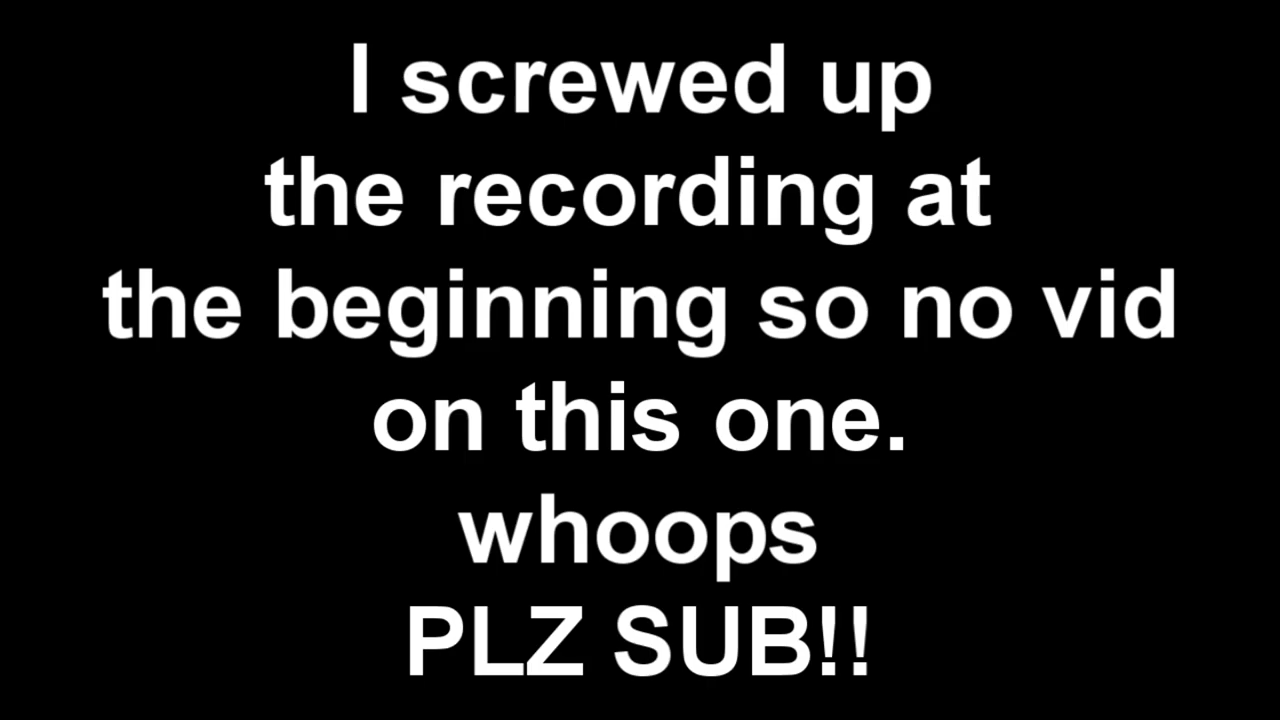 I screwed up
the recording at
the beginning so no vid
on this one.
whoops
PLZ SUB!!